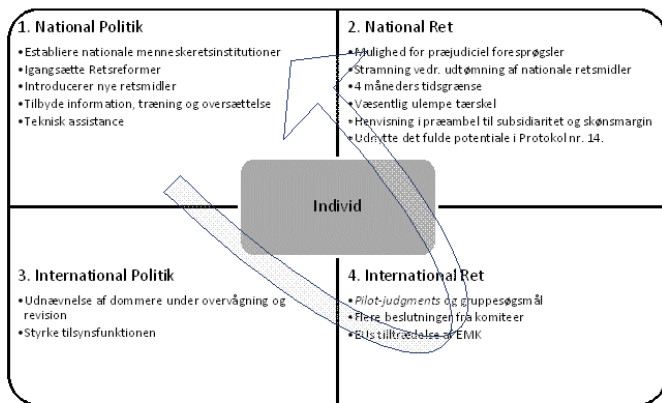 1. National Politik
•Establiere nationale menneskeretsinstitutioner
•Igangsætte Retsreformer
•Introducerer nye retsmidler
•Tilbyde information, træning og oversættelse
•Teknisk assistance
2. National Ret
•Mulighed for præjudiciel forespørgsler
•Stramning vedr. udtømning af nationale retsmidler
•4 måneders tidsgrænse
•Væsentlig ulempe tærskel
•Henvisning i præambel til subsidiaritet og skønsmargin
•Udnytte det fulde potentiale i Protokol nr. 14.
Individ
3. International Politik
•Udnævnelse af dommere under overvågning og
revision
•Styrke tilsynsfunktionen
4. International Ret
•Pilot-judgments og gruppesøgsmål
•Flere beslutninger fra komiteer
•EUs tiltrædelse af EMK